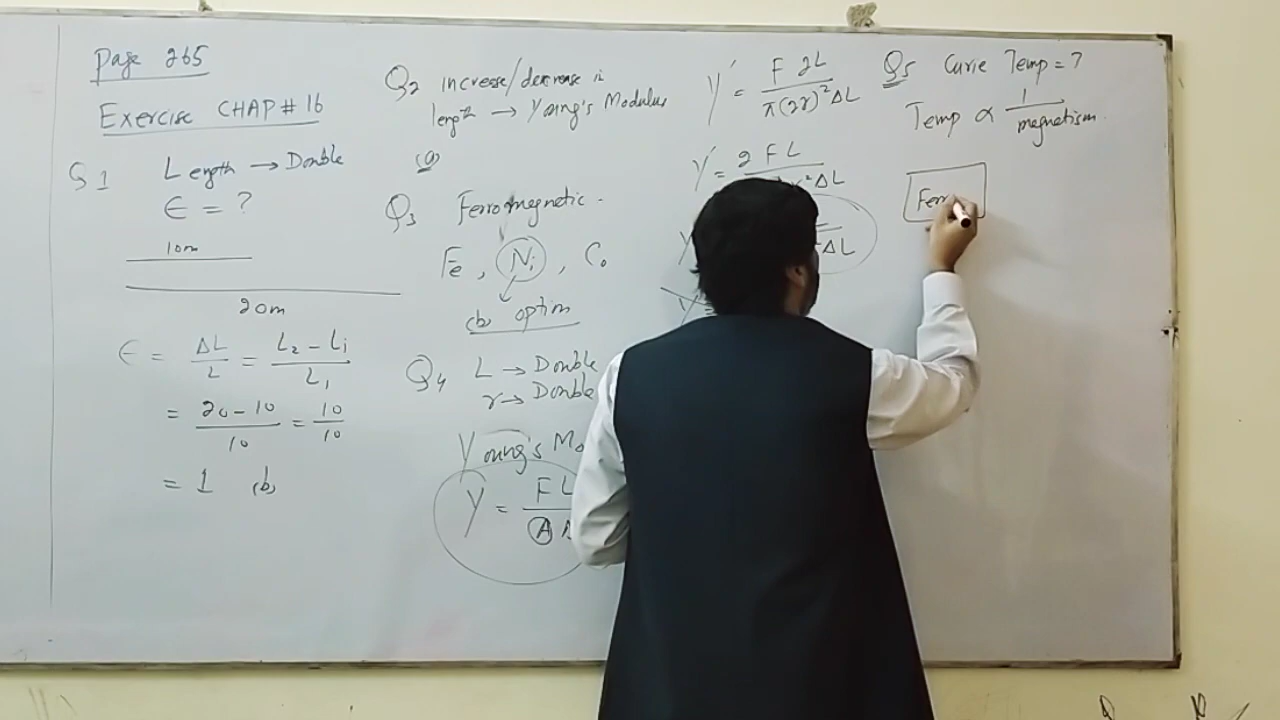 Page 265
Exercise CHAP # 16
Q1 Length → Double
ϵ = ?
10m
20m
ϵ = ΔL / L = L₂ - L₁ / L₁
= 20 - 10 / 10 = 10 / 10
= 1 (b)
Q2 increase/decrease in
length → Young's Modulus
(a)
Q3 Ferromagnetic.
Fe, Ni, Co
(b) option
Q4 L → Double
r → Double
Young's Mo
Y = FL / A
Y' = F 2L / π(2r)² ΔL
Y' = 2 FL / r² ΔL
ΔL
Q5 Curie Temp = ?
Temp ∝ 1 / magnetism.
Ferr